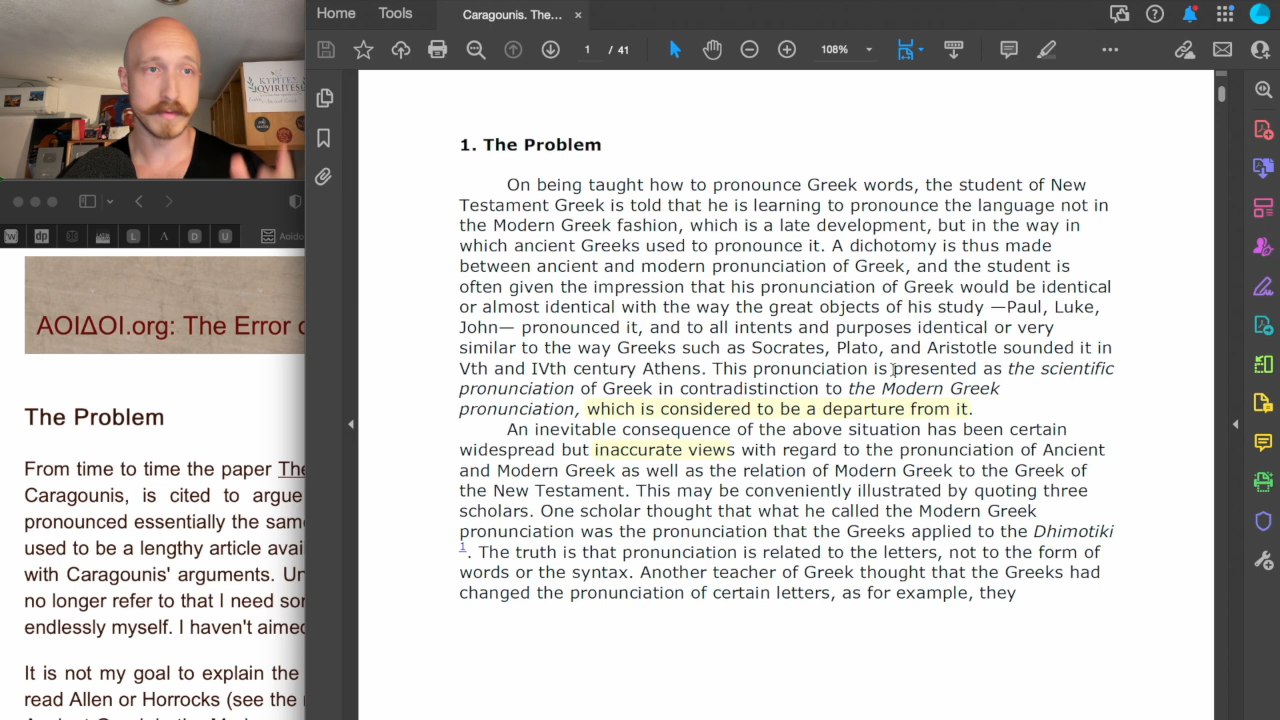 Home
Tools
Caragounis. The...
1 / 41
108%
ΚΥΡΙΤΕΣ
IQVIRITES
W
dp
L
Λ
D
U
Aoido
ΑΟΙΔΟΙ.org: The Error o
The Problem
From time to time the paper The
Caragounis, is cited to argue
pronounced essentially the same
used to be a lengthy article avai
with Caragounis' arguments. Un
no longer refer to that I need som
endlessly myself. I haven't aimed
It is not my goal to explain the
read Allen or Horrocks (see the r
1. The Problem
On being taught how to pronounce Greek words, the student of New
Testament Greek is told that he is learning to pronounce the language not in
the Modern Greek fashion, which is a late development, but in the way in
which ancient Greeks used to pronounce it. A dichotomy is thus made
between ancient and modern pronunciation of Greek, and the student is
often given the impression that his pronunciation of Greek would be identical
or almost identical with the way the great objects of his study —Paul, Luke,
John— pronounced it, and to all intents and purposes identical or very
similar to the way Greeks such as Socrates, Plato, and Aristotle sounded it in
Vth and IVth century Athens. This pronunciation is presented as the scientific
pronunciation of Greek in contradistinction to the Modern Greek
pronunciation, which is considered to be a departure from it.
An inevitable consequence of the above situation has been certain
widespread but inaccurate views with regard to the pronunciation of Ancient
and Modern Greek as well as the relation of Modern Greek to the Greek of
the New Testament. This may be conveniently illustrated by quoting three
scholars. One scholar thought that what he called the Modern Greek
pronunciation was the pronunciation that the Greeks applied to the Dhimotiki
1. The truth is that pronunciation is related to the letters, not to the form of
words or the syntax. Another teacher of Greek thought that the Greeks had
changed the pronunciation of certain letters, as for example, they